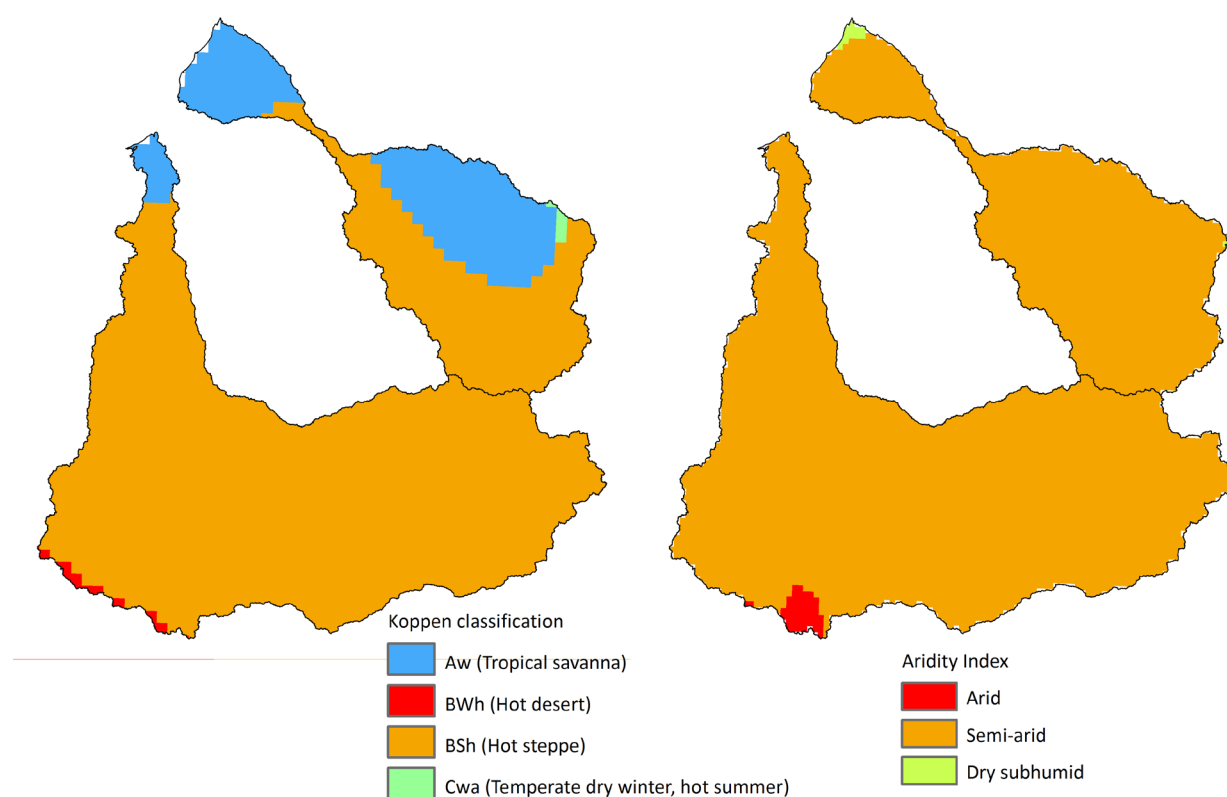 Koppen classification
Aw (Tropical savanna)
BWh (Hot desert)
BSh (Hot steppe)
Cwa (Temperate dry winter, hot summer)
Aridity Index
Arid
Semi-arid
Dry subhumid